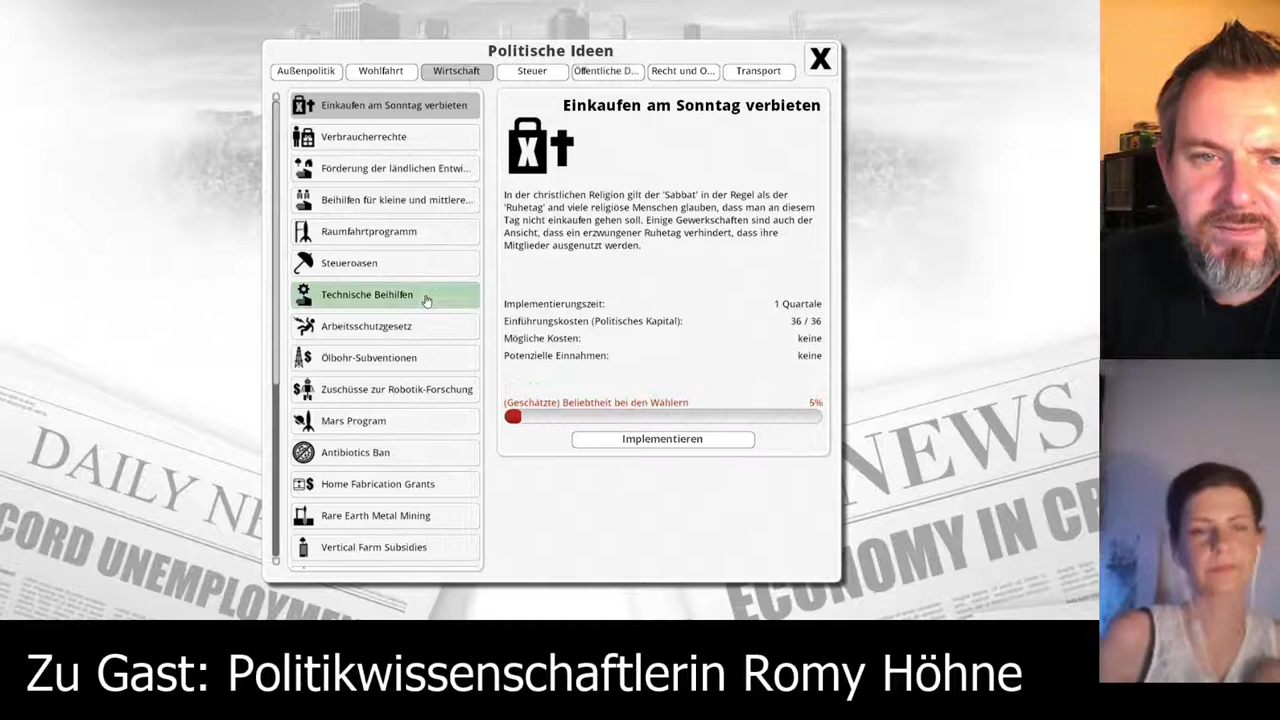 Politische Ideen
X
Außenpolitik
Wohlfahrt
Wirtschaft
Steuer
Öffentliche D...
Recht und O...
Transport
Einkaufen am Sonntag verbieten
Verbraucherrechte
Förderung der ländlichen Entwi...
Beihilfen für kleine und mittlere...
Raumfahrtprogramm
Steueroasen
Technische Beihilfen
Arbeitsschutzgesetz
Ölbohr-Subventionen
Zuschüsse zur Robotik-Forschung
Mars Program
Antibiotics Ban
Home Fabrication Grants
Rare Earth Metal Mining
Vertical Farm Subsidies
Einkaufen am Sonntag verbieten
X
In der christlichen Religion gilt der 'Sabbat' in der Regel als der
'Ruhetag' and viele religiöse Menschen glauben, dass man an diesem
Tag nicht einkaufen gehen soll. Einige Gewerkschaften sind auch der
Ansicht, dass ein erzwungener Ruhetag verhindert, dass ihre
Mitglieder ausgenutzt werden.
Implementierungszeit: 1 Quartale
Einführungskosten (Politisches Kapital): 36 / 36
Mögliche Kosten: keine
Potenzielle Einnahmen: keine
(Geschätzte) Beliebtheit bei den Wählern 5%
Implementieren
DAILY NE
CORD UNEMPLOYME
NEWS
ECONOMY IN CR
Zu Gast: Politikwissenschaftlerin Romy Höhne